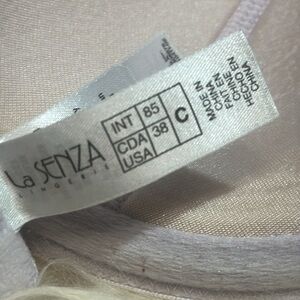 La SENZA
LINGERIE
INT 85
CDA 38
USA
C
MADE IN CHINA
FAIT EN CHINE
HECHO EN CHINA